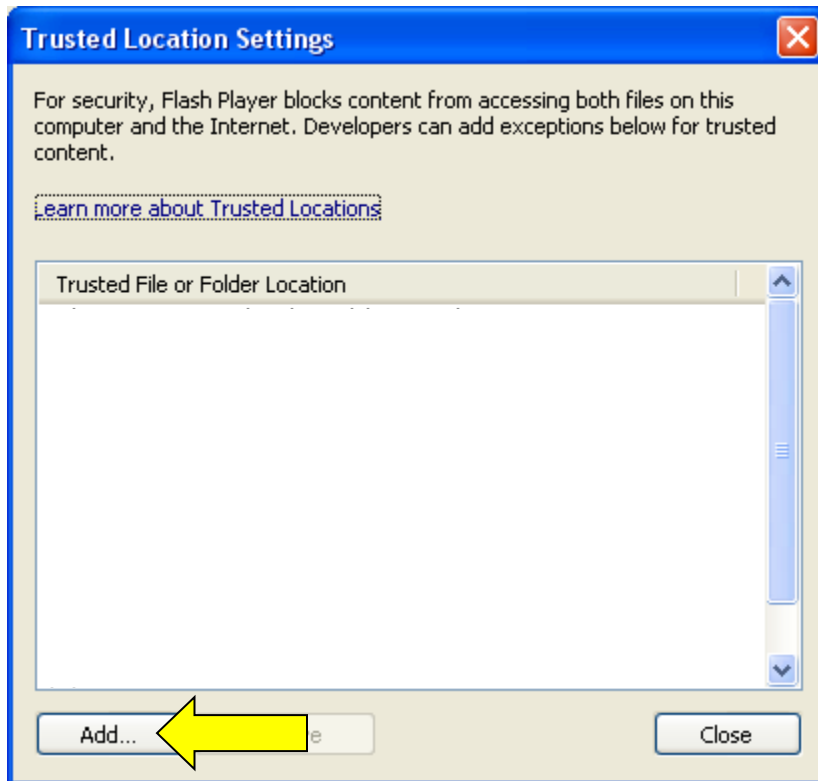 Trusted Location Settings
For security, Flash Player blocks content from accessing both files on this
computer and the Internet. Developers can add exceptions below for trusted
content.
Learn more about Trusted Locations
Trusted File or Folder Location
Add...
Close